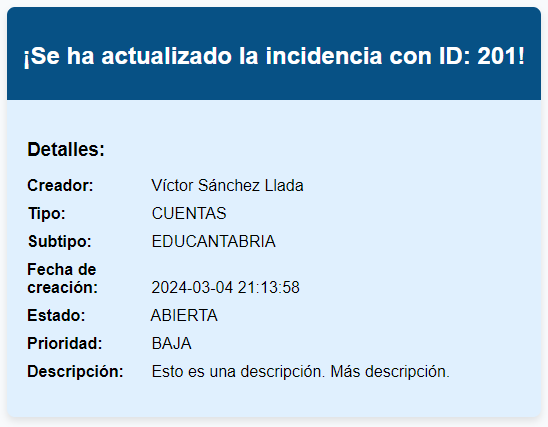 ¡Se ha actualizado la incidencia con ID: 201!
Detalles:
Creador: Víctor Sánchez Llada
Tipo: CUENTAS
Subtipo: EDUCANTABRIA
Fecha de
creación: 2024-03-04 21:13:58
Estado: ABIERTA
Prioridad: BAJA
Descripción: Esto es una descripción. Más descripción.